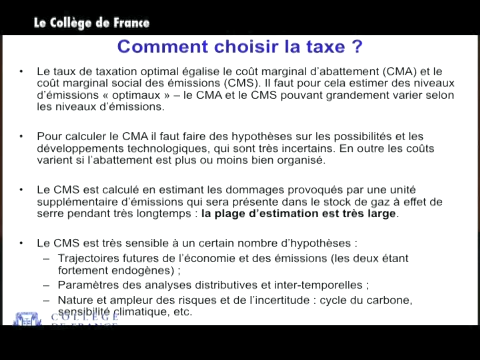 Le Collège de France
Comment choisir la taxe ?
• Le taux de taxation optimal égalise le coût marginal d'abattement (CMA) et le
coût marginal social des émissions (CMS). Il faut pour cela estimer des niveaux
d'émissions « optimaux » – le CMA et le CMS pouvant grandement varier selon
les niveaux d'émissions.
• Pour calculer le CMA il faut faire des hypothèses sur les possibilités et les
développements technologiques, qui sont très incertains. En outre les coûts
varient si l'abattement est plus ou moins bien organisé.
• Le CMS est calculé en estimant les dommages provoqués par une unité
supplémentaire d'émissions qui sera présente dans le stock de gaz à effet de
serre pendant très longtemps : la plage d'estimation est très large.
• Le CMS est très sensible à un certain nombre d'hypothèses :
– Trajectoires futures de l'économie et des émissions (les deux étant
fortement endogènes) ;
– Paramètres des analyses distributives et inter-temporelles ;
– Nature et ampleur des risques et de l'incertitude : cycle du carbone,
sensibilité climatique, etc.
COLLÈGE
DE FRANCE